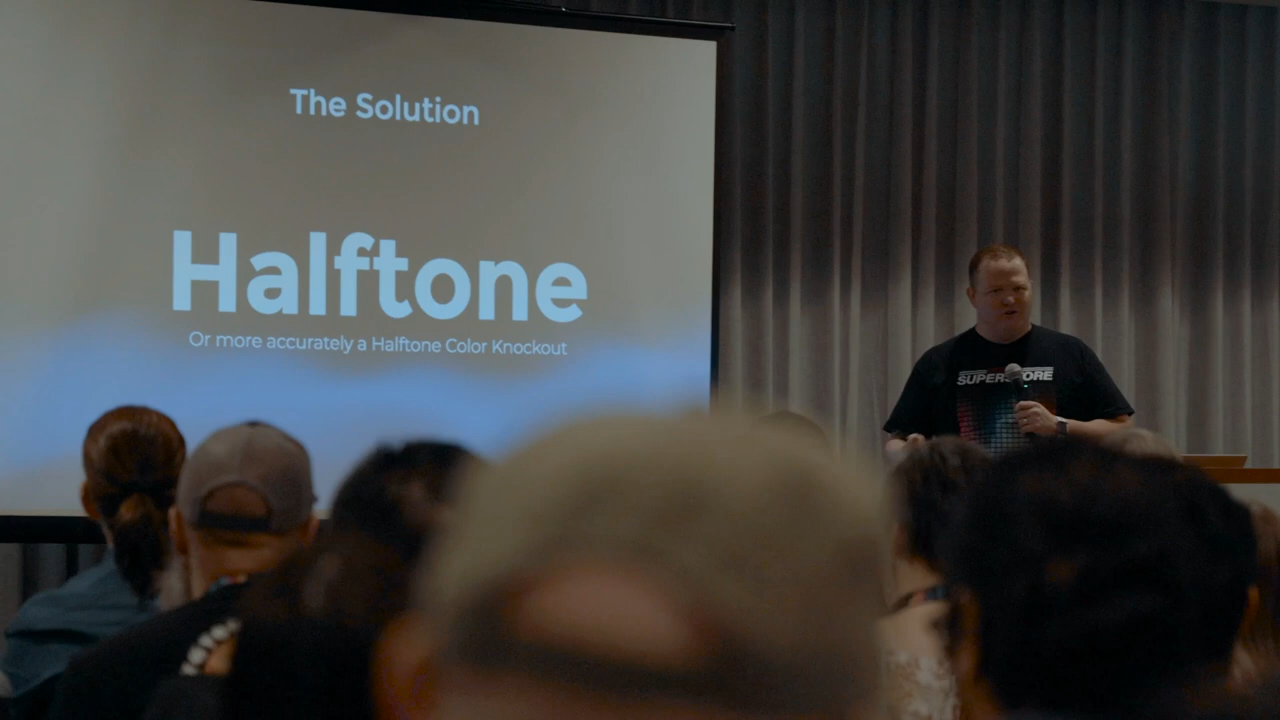 The Solution
Halftone
Or more accurately a Halftone Color Knockout